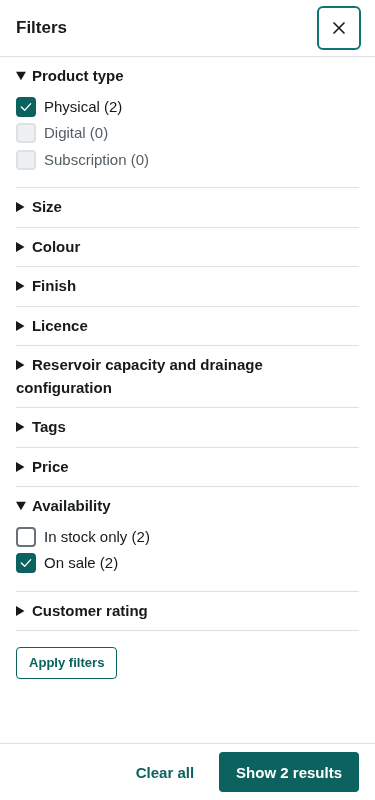 Filters
Product type
Physical (2)
Digital (0)
Subscription (0)
Size
Colour
Finish
Licence
Reservoir capacity and drainage
configuration
Tags
Price
Availability
In stock only (2)
On sale (2)
Customer rating
Apply filters
Clear all
Show 2 results